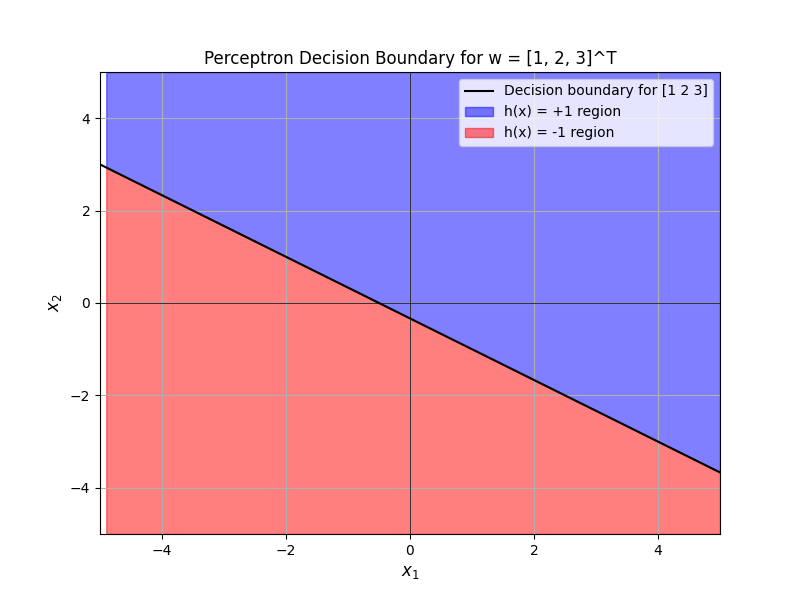 Perceptron Decision Boundary for w = [1, 2, 3]^T
Decision boundary for [1 2 3]
h(x) = +1 region
h(x) = -1 region
4
2
0
−2
−4
x₂
−4
−2
0
2
4
x₁